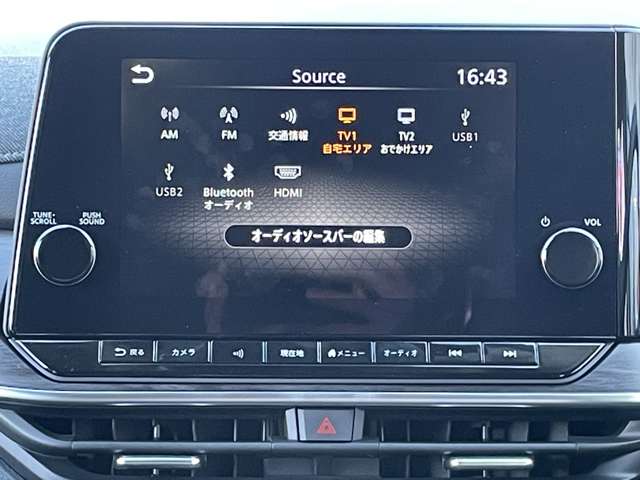 Source 16:43
AM FM 交通情報 TV1 TV2 USB1
自宅エリア おでかけエリア
USB2 Bluetooth HDMI
オーディオ
TUNE・ PUSH
SCROLL SOUND
VOL
オーディオソースバーの編集
戻る カメラ 現在地 メニュー オーディオ